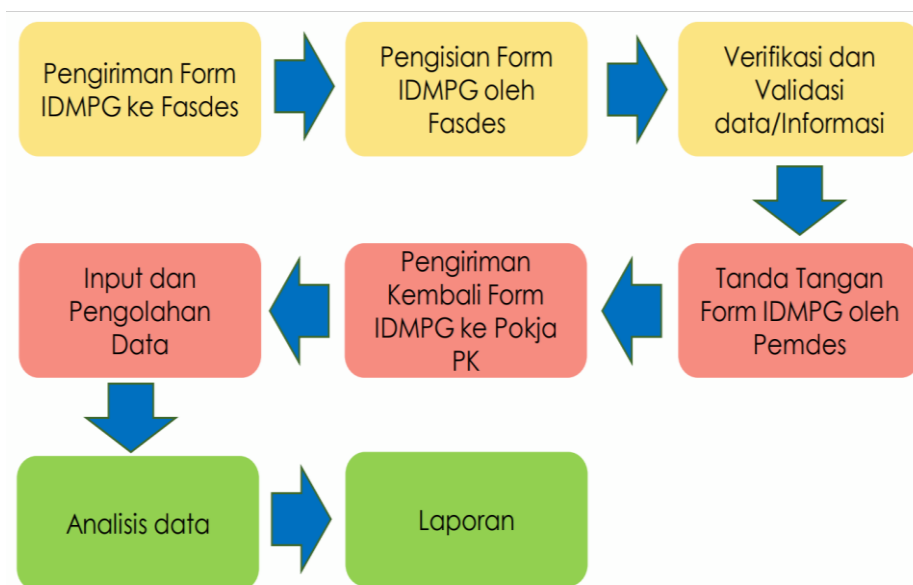 Pengiriman Form
IDMPG ke Fasdes
Pengisian Form
IDMPG oleh
Fasdes
Verifikasi dan
Validasi
data/Informasi
Tanda Tangan
Form IDMPG oleh
Pemdes
Pengiriman
Kembali Form
IDMPG ke Pokja
PK
Input dan
Pengolahan
Data
Analisis data
Laporan